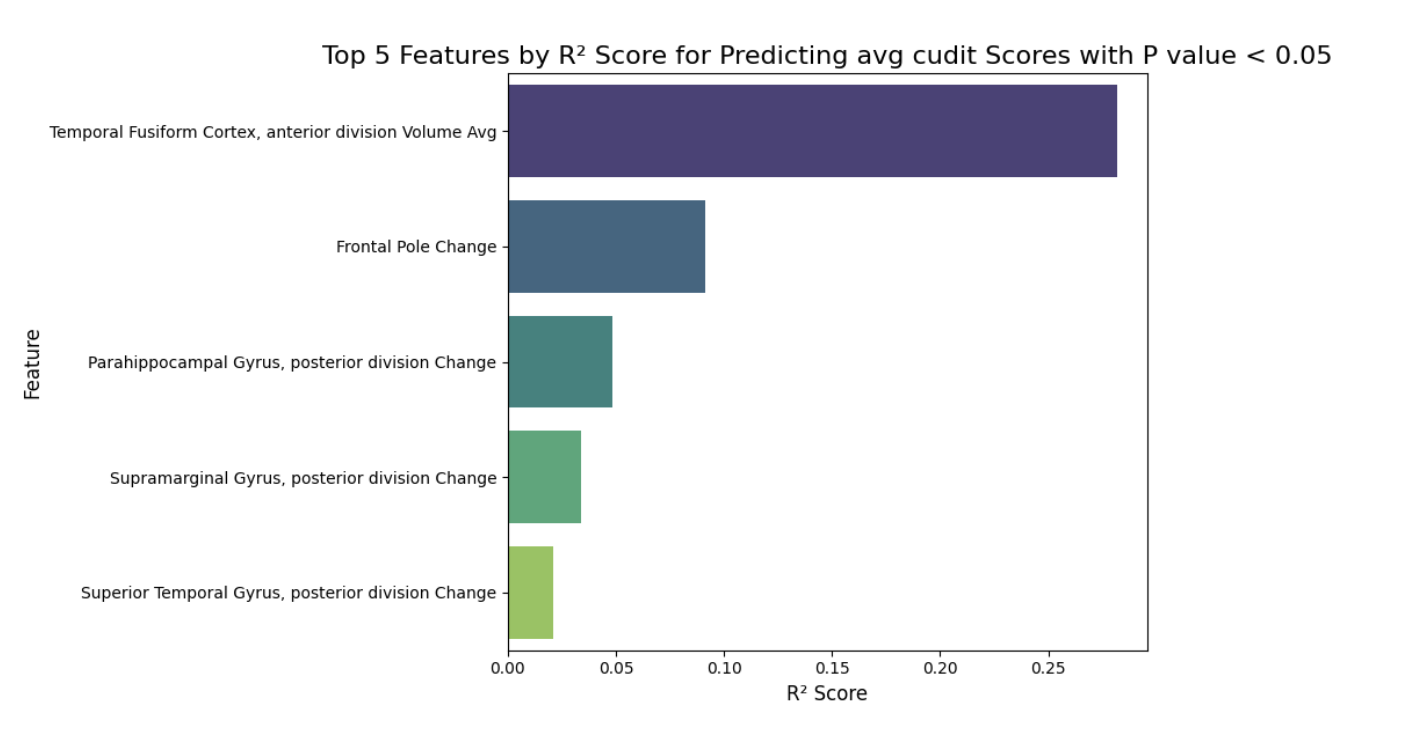 Top 5 Features by R² Score for Predicting avg cudit Scores with P value < 0.05
Feature
Temporal Fusiform Cortex, anterior division Volume Avg
Frontal Pole Change
Parahippocampal Gyrus, posterior division Change
Supramarginal Gyrus, posterior division Change
Superior Temporal Gyrus, posterior division Change
0.00 0.05 0.10 0.15 0.20 0.25
R² Score